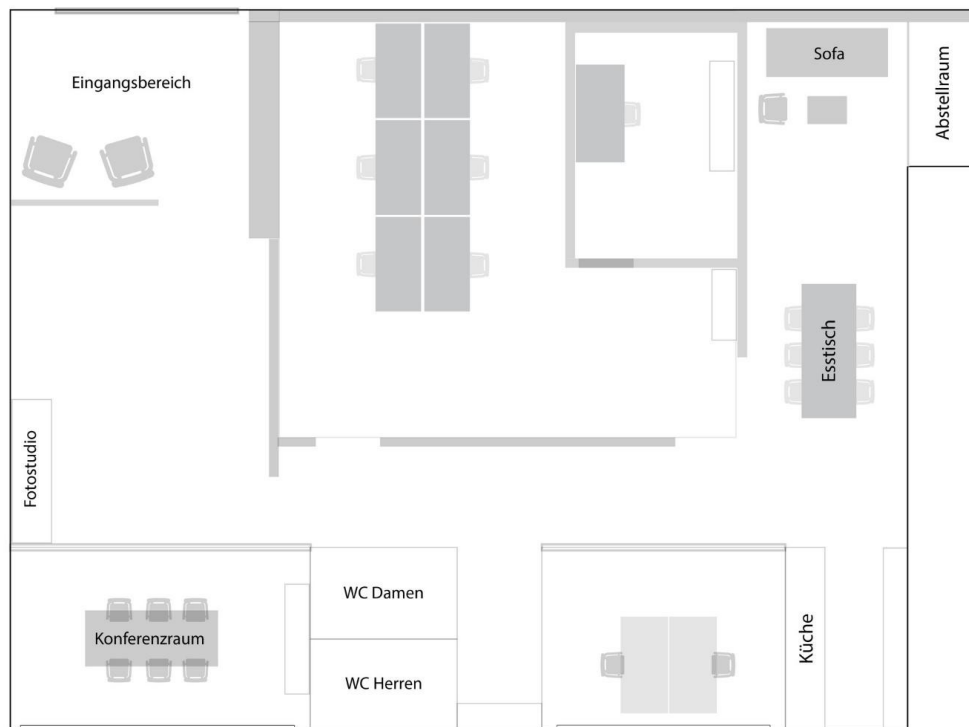 Eingangsbereich
Sofa
Abstellraum
Esstisch
Fotostudio
WC Damen
Konferenzraum
WC Herren
Küche